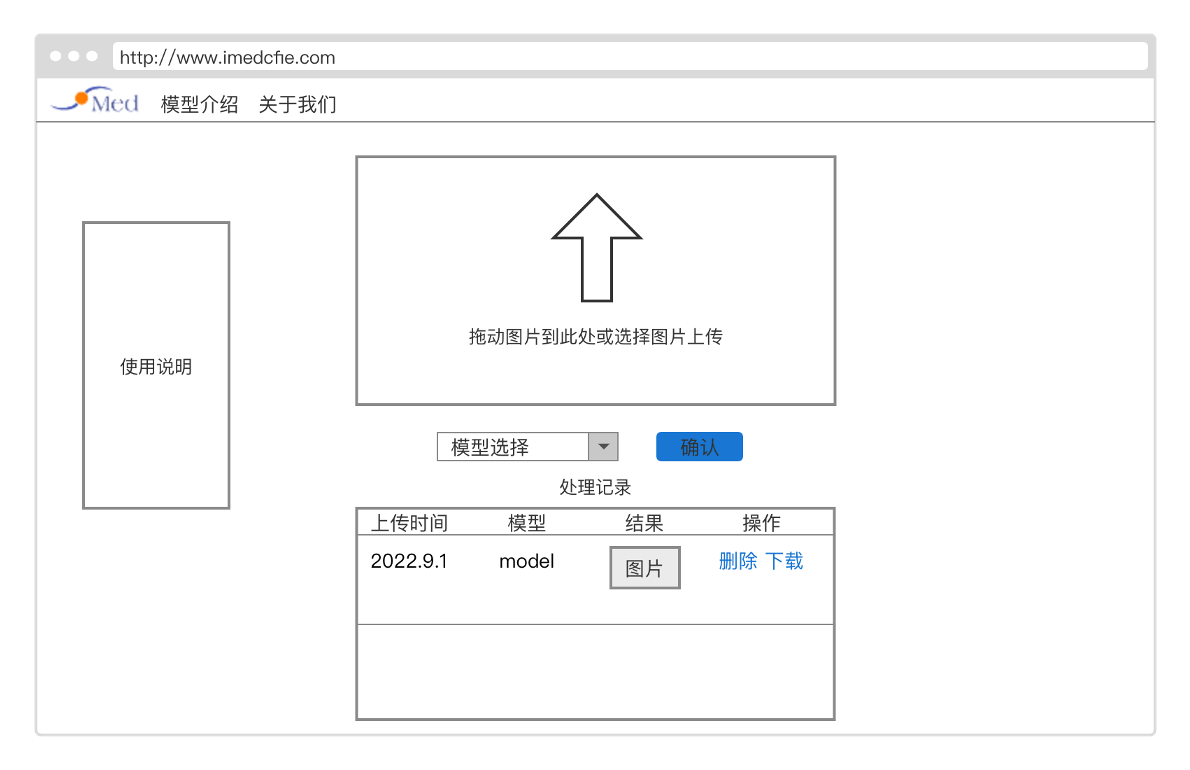 http://www.imedcfie.com
Med 模型介绍 关于我们
拖动图片到此处或选择图片上传
使用说明
模型选择 确认
处理记录
上传时间 模型 结果 操作
2022.9.1 model 图片 删除 下载